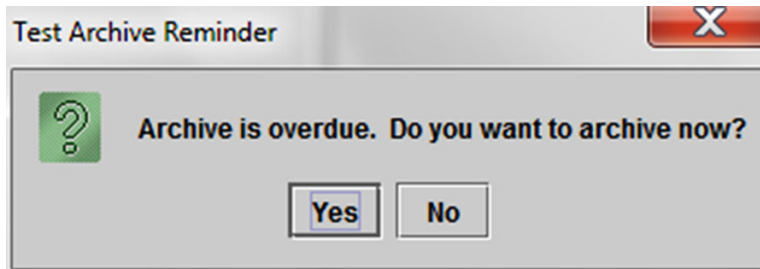 Test Archive Reminder
Archive is overdue. Do you want to archive now?
Yes No